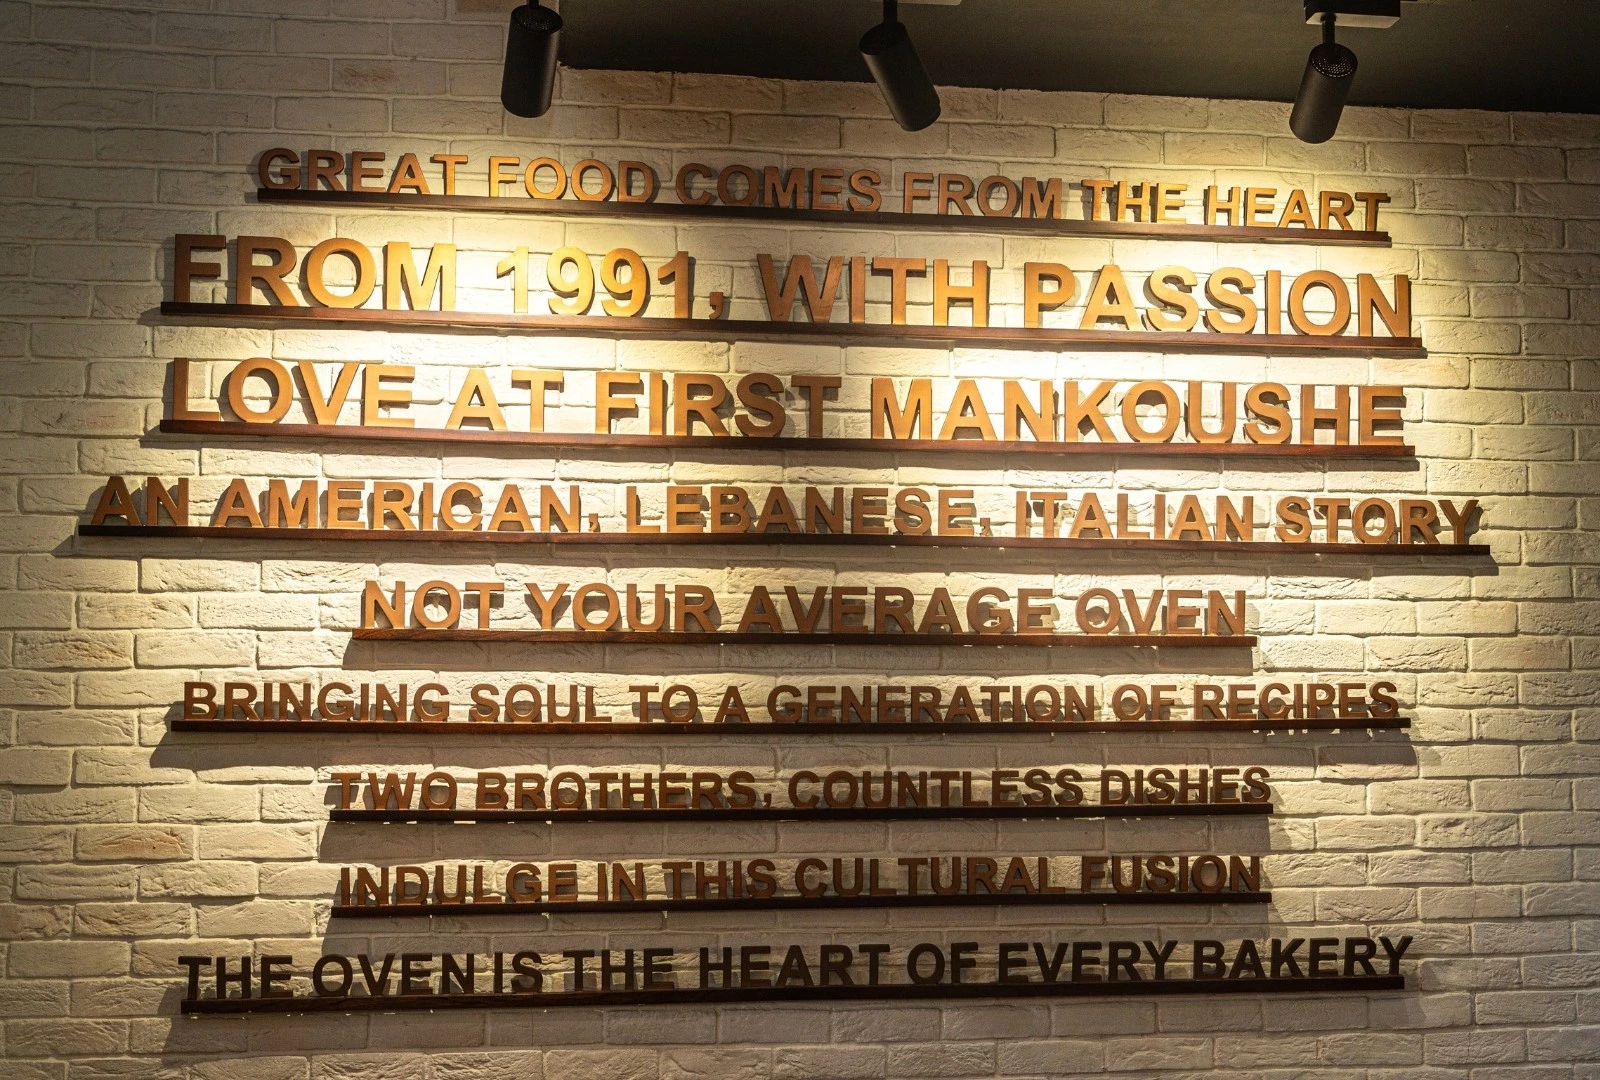 GREAT FOOD COMES FROM THE HEART
FROM 1991, WITH PASSION
LOVE AT FIRST MANKOUSHE
AN AMERICAN, LEBANESE, ITALIAN STORY
NOT YOUR AVERAGE OVEN
BRINGING SOUL TO A GENERATION OF RECIPES
TWO BROTHERS, COUNTLESS DISHES
INDULGE IN THIS CULTURAL FUSION
THE OVEN IS THE HEART OF EVERY BAKERY